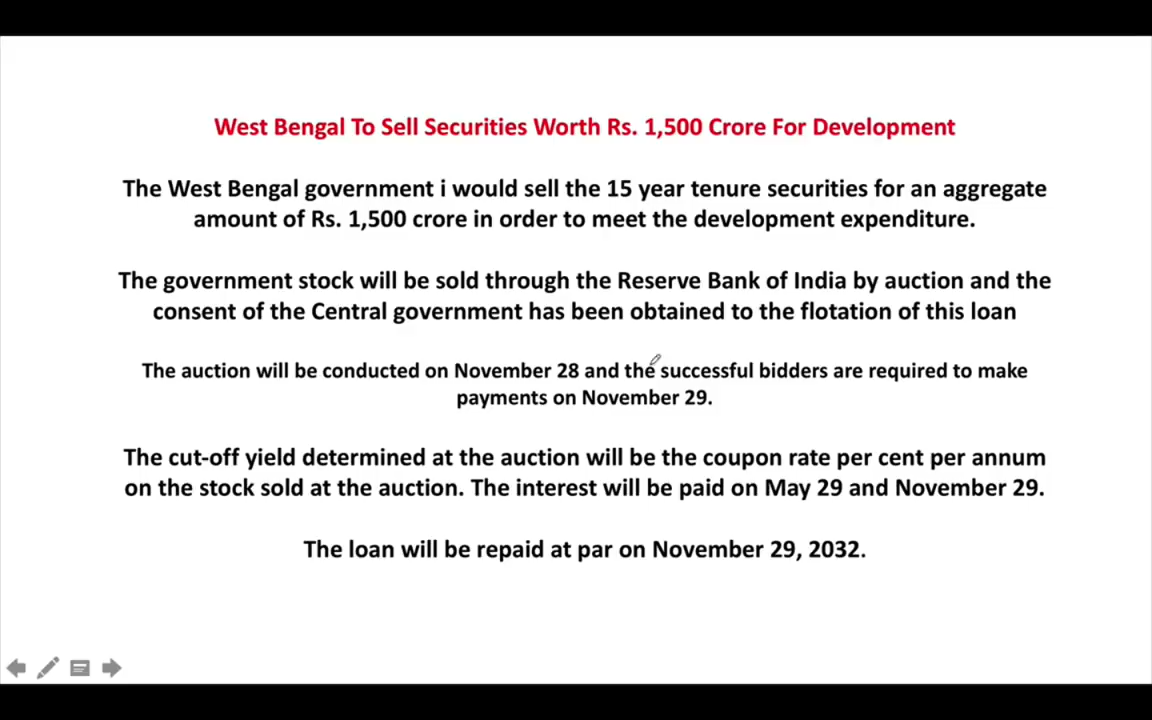 West Bengal To Sell Securities Worth Rs. 1,500 Crore For Development
The West Bengal government i would sell the 15 year tenure securities for an aggregate
amount of Rs. 1,500 crore in order to meet the development expenditure.
The government stock will be sold through the Reserve Bank of India by auction and the
consent of the Central government has been obtained to the flotation of this loan
The auction will be conducted on November 28 and the successful bidders are required to make
payments on November 29.
The cut-off yield determined at the auction will be the coupon rate per cent per annum
on the stock sold at the auction. The interest will be paid on May 29 and November 29.
The loan will be repaid at par on November 29, 2032.